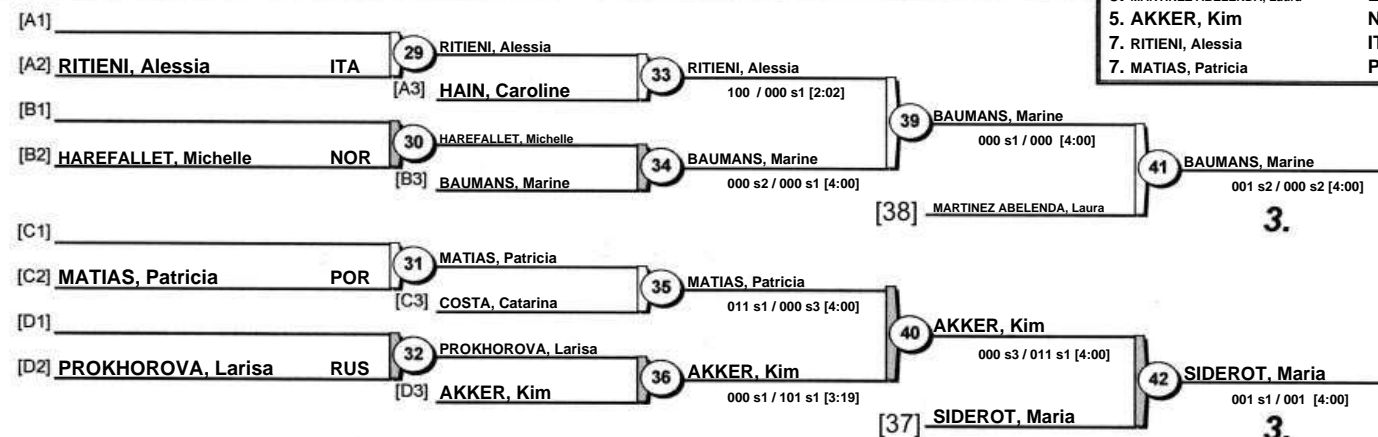 5. AKKER, Kim N
7. RITIENI, Alessia IT
7. MATIAS, Patricia P
[A1]
[A2] RITIENI, Alessia ITA
29
RITIENI, Alessia
[A3] HAIN, Caroline
33
RITIENI, Alessia
100 / 000 s1 [2:02]
[B1]
[B2] HAREFALLET, Michelle NOR
30
HAREFALLET, Michelle
[B3] BAUMANS, Marine
34
BAUMANS, Marine
000 s2 / 000 s1 [4:00]
39
BAUMANS, Marine
000 s1 / 000 [4:00]
[38] MARTINEZ ABELENDA, Laura
41
BAUMANS, Marine
001 s2 / 000 s2 [4:00]
3.
[C1]
[C2] MATIAS, Patricia POR
31
MATIAS, Patricia
[C3] COSTA, Catarina
35
MATIAS, Patricia
011 s1 / 000 s3 [4:00]
[D1]
[D2] PROKHOROVA, Larisa RUS
32
PROKHOROVA, Larisa
[D3] AKKER, Kim
36
AKKER, Kim
000 s1 / 101 s1 [3:19]
40
AKKER, Kim
000 s3 / 011 s1 [4:00]
[37] SIDEROT, Maria
42
SIDEROT, Maria
001 s1 / 001 [4:00]
3.